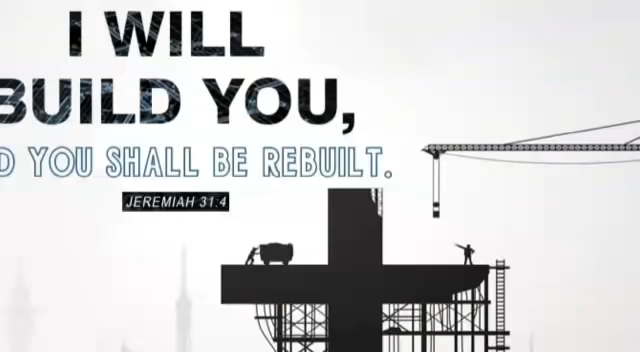 I WILL
BUILD YOU,
D YOU SHALL BE REBUILT.
JEREMIAH 31:4